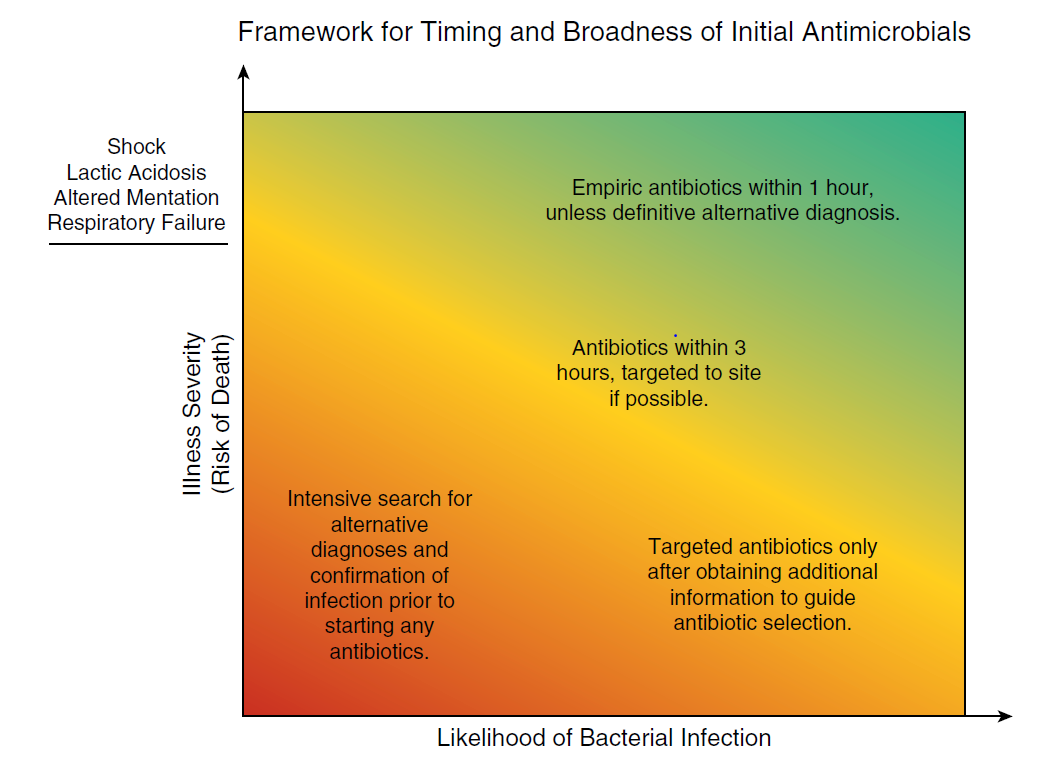 Framework for Timing and Broadness of Initial Antimicrobials
Shock
Lactic Acidosis
Altered Mentation
Respiratory Failure
Illness Severity
(Risk of Death)
Empiric antibiotics within 1 hour,
unless definitive alternative diagnosis.
Antibiotics within 3
hours, targeted to site
if possible.
Intensive search for
alternative
diagnoses and
confirmation of
infection prior to
starting any
antibiotics.
Targeted antibiotics only
after obtaining additional
information to guide
antibiotic selection.
Likelihood of Bacterial Infection